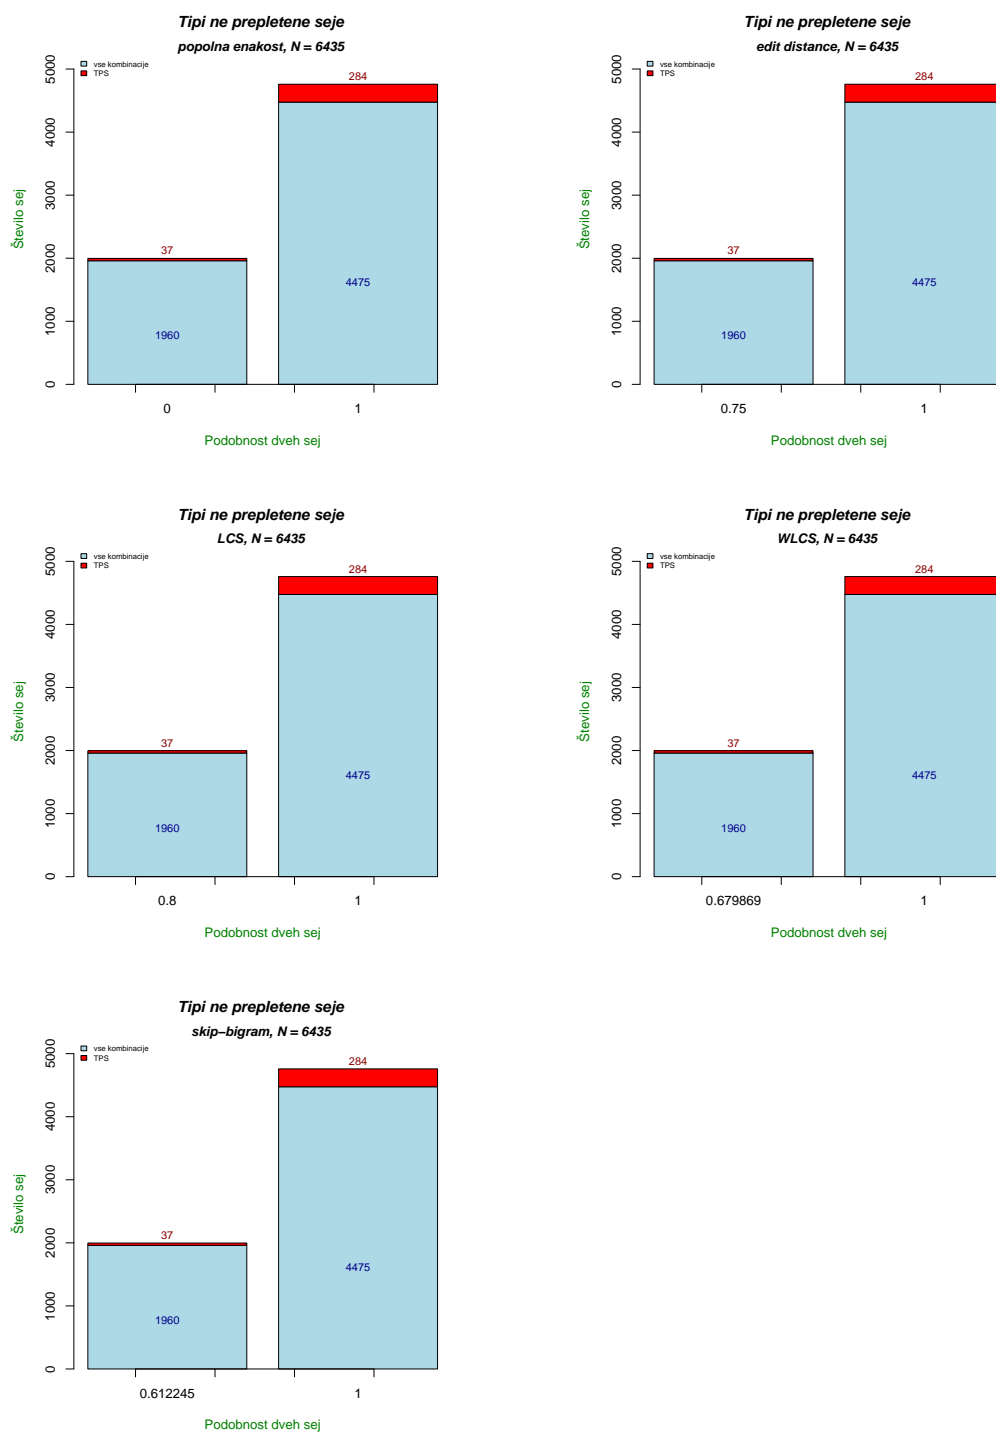 Tipi ne prepletene seje
popolna enakost, N = 6435
vse kombinacije
TPS
284
37
4475
1960
Število sej
0
1000
2000
3000
4000
5000
0
1
Podobnost dveh sej
Tipi ne prepletene seje
edit distance, N = 6435
vse kombinacije
TPS
284
37
4475
1960
Število sej
0
1000
2000
3000
4000
5000
0.75
1
Podobnost dveh sej
Tipi ne prepletene seje
LCS, N = 6435
vse kombinacije
TPS
284
37
4475
1960
Število sej
0
1000
2000
3000
4000
5000
0.8
1
Podobnost dveh sej
Tipi ne prepletene seje
WLCS, N = 6435
vse kombinacije
TPS
284
37
4475
1960
Število sej
0
1000
2000
3000
4000
5000
0.679869
1
Podobnost dveh sej
Tipi ne prepletene seje
skip−bigram, N = 6435
vse kombinacije
TPS
284
37
4475
1960
Število sej
0
1000
2000
3000
4000
5000
0.612245
1
Podobnost dveh sej